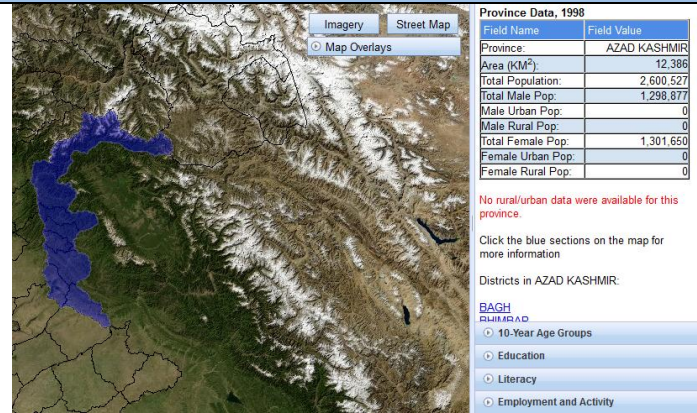 Imagery Street Map
Map Overlays
Province Data, 1998
Field Name Field Value
Province: AZAD KASHMIR
Area (KM2): 12,386
Total Population: 2,600,527
Total Male Pop: 1,298,877
Male Urban Pop: 0
Male Rural Pop: 0
Total Female Pop: 1,301,650
Female Urban Pop: 0
Female Rural Pop: 0
No rural/urban data were available for this
province.
Click the blue sections on the map for
more information
Districts in AZAD KASHMIR:
BAGH
BHIMBAR
10-Year Age Groups
Education
Literacy
Employment and Activity